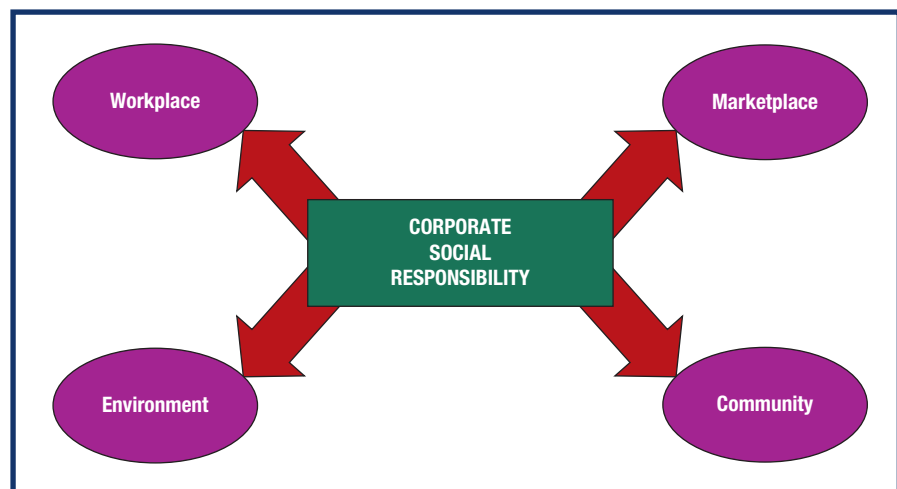 Workplace
Marketplace
CORPORATE
SOCIAL
RESPONSIBILITY
Environment
Community